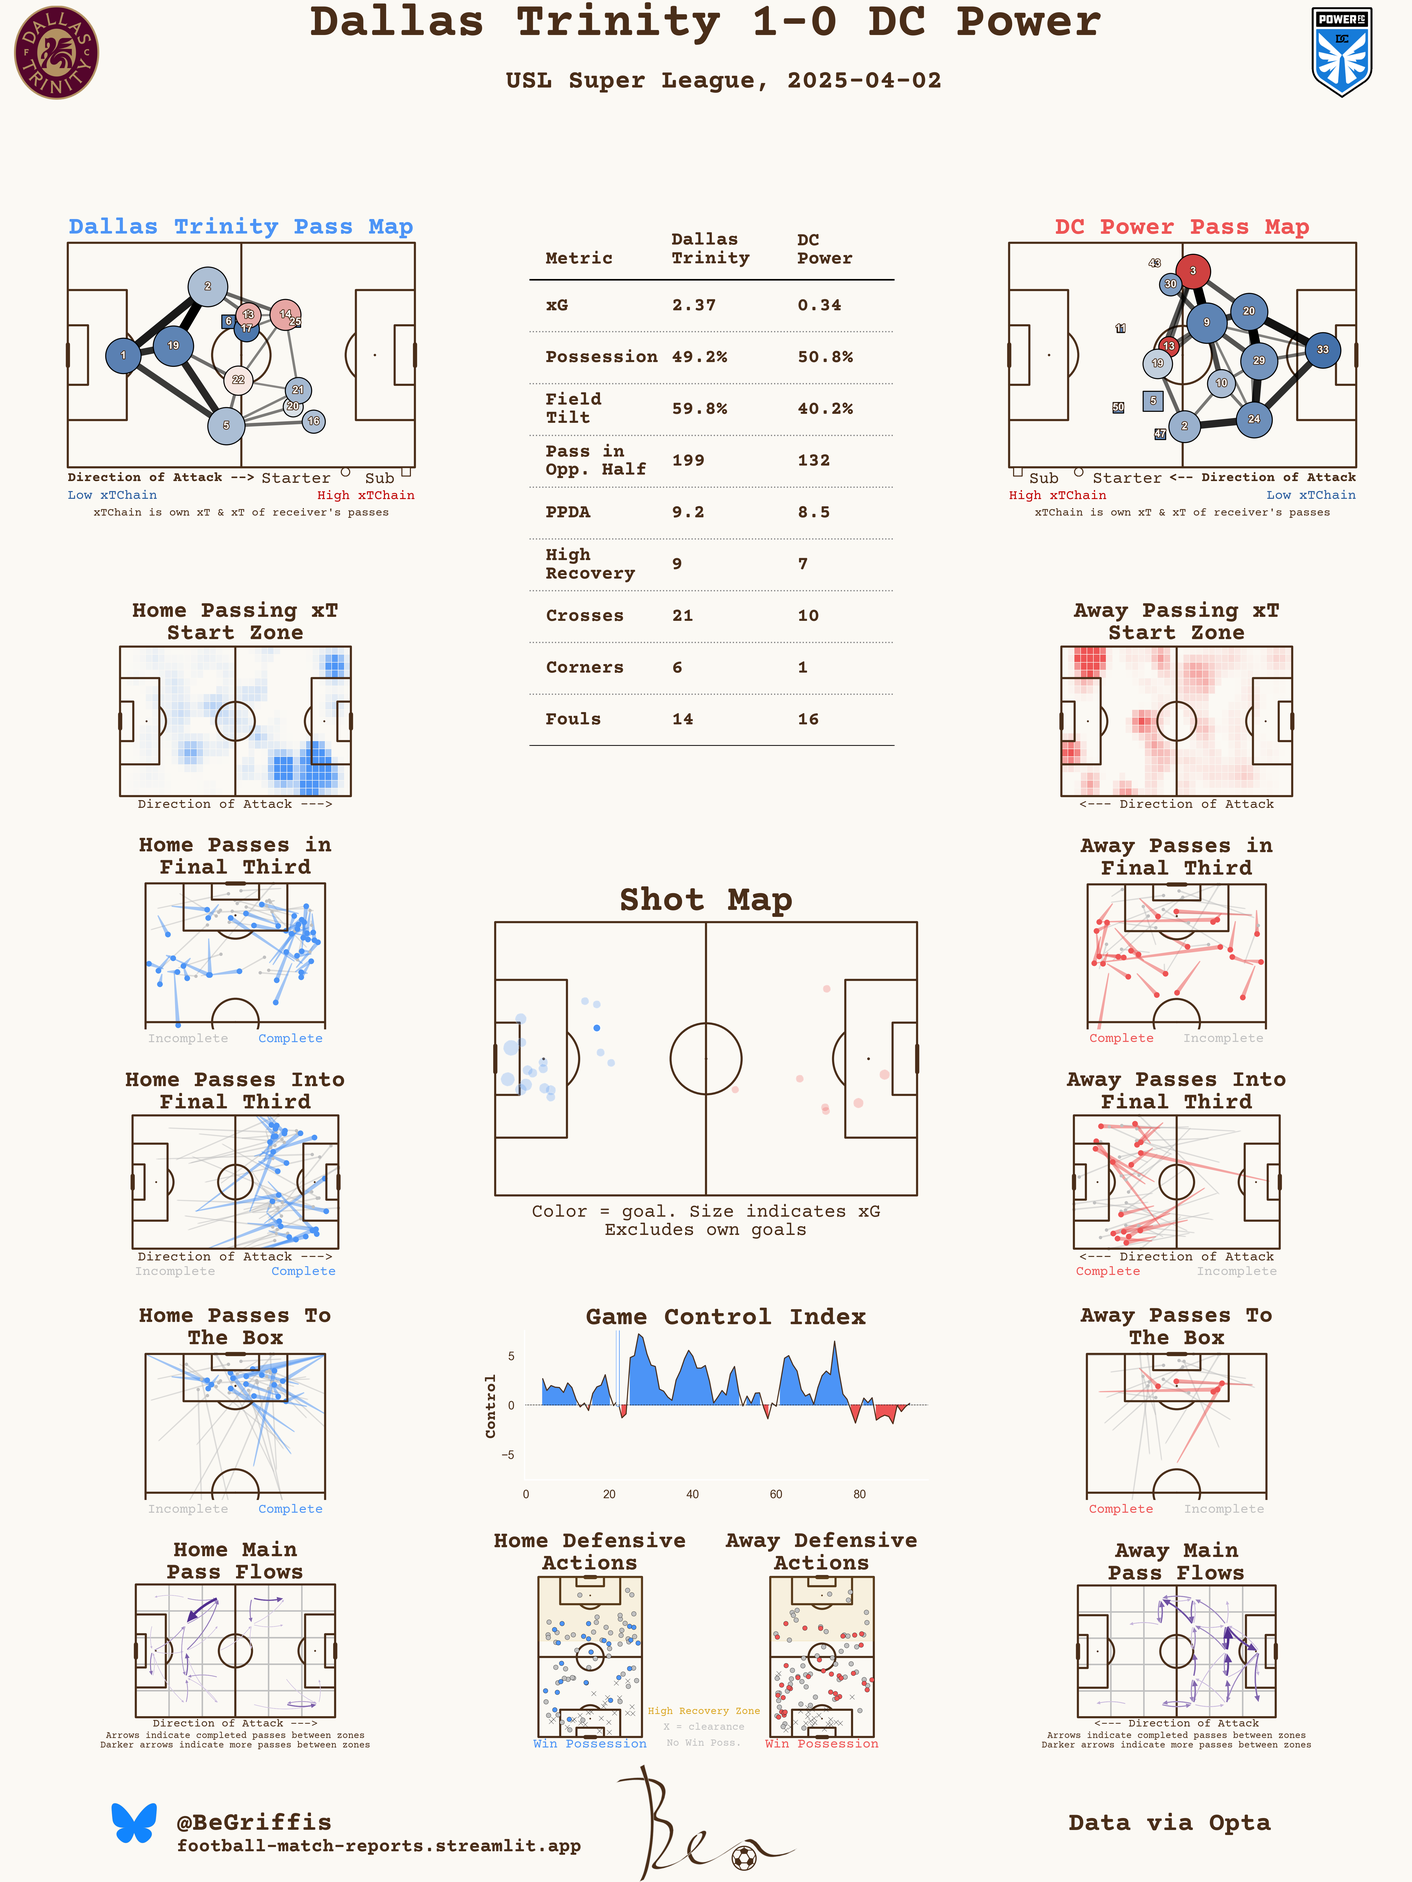 Dallas Trinity 1-0 DC Power
USL Super League, 2025-04-02
DALLAS
F C
TRINITY
POWER FC
DC
Dallas Trinity Pass Map
2
6
13
17
14
25
1
19
22
21
20
5
16
Direction of Attack --> Starter Sub
Low xTChain High xTChain
xTChain is own xT & xT of receiver's passes
Metric Dallas Trinity DC Power
xG 2.37 0.34
Possession 49.2% 50.8%
Field Tilt 59.8% 40.2%
Pass in Opp. Half 199 132
PPDA 9.2 8.5
High Recovery 9 7
Crosses 21 10
Corners 6 1
Fouls 14 16
DC Power Pass Map
43
3
30
20
11
9
13
33
19
29
10
50
5
47
2
24
Sub Starter <-- Direction of Attack
High xTChain Low xTChain
xTChain is own xT & xT of receiver's passes
Home Passing xT
Start Zone
Direction of Attack --->
Away Passing xT
Start Zone
<--- Direction of Attack
Home Passes in
Final Third
Incomplete Complete
Away Passes in
Final Third
Complete Incomplete
Shot Map
Color = goal. Size indicates xG
Excludes own goals
Home Passes Into
Final Third
Direction of Attack --->
Incomplete Complete
Away Passes Into
Final Third
<--- Direction of Attack
Complete Incomplete
Home Passes To
The Box
Incomplete Complete
Game Control Index
Control
5
0
−5
0 20 40 60 80
Away Passes To
The Box
Complete Incomplete
Home Main
Pass Flows
Direction of Attack --->
Arrows indicate completed passes between zones
Darker arrows indicate more passes between zones
Home Defensive
Actions
Win Possession
Away Defensive
Actions
Win Possession
High Recovery Zone
X = clearance
No Win Poss.
Away Main
Pass Flows
<--- Direction of Attack
Arrows indicate completed passes between zones
Darker arrows indicate more passes between zones
@BeGriffis
football-match-reports.streamlit.app
Ben
Data via Opta